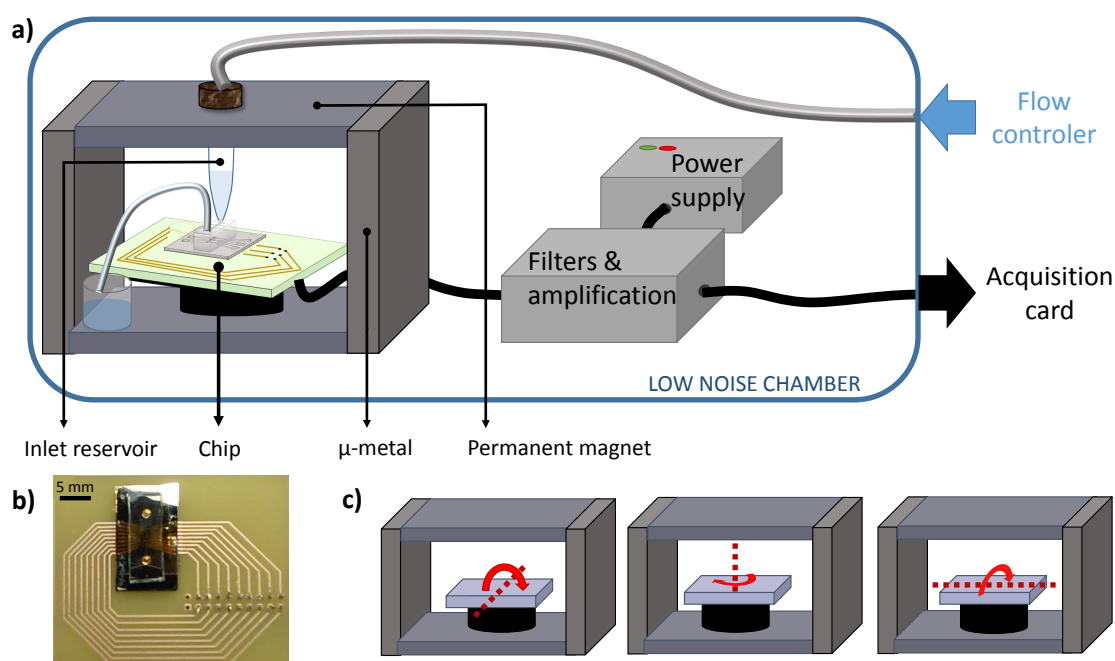 a)
Flow
controler
Power
supply
Filters &
amplification
Acquisition
card
LOW NOISE CHAMBER
Inlet reservoir
Chip
µ-metal
Permanent magnet
b)
5 mm
c)